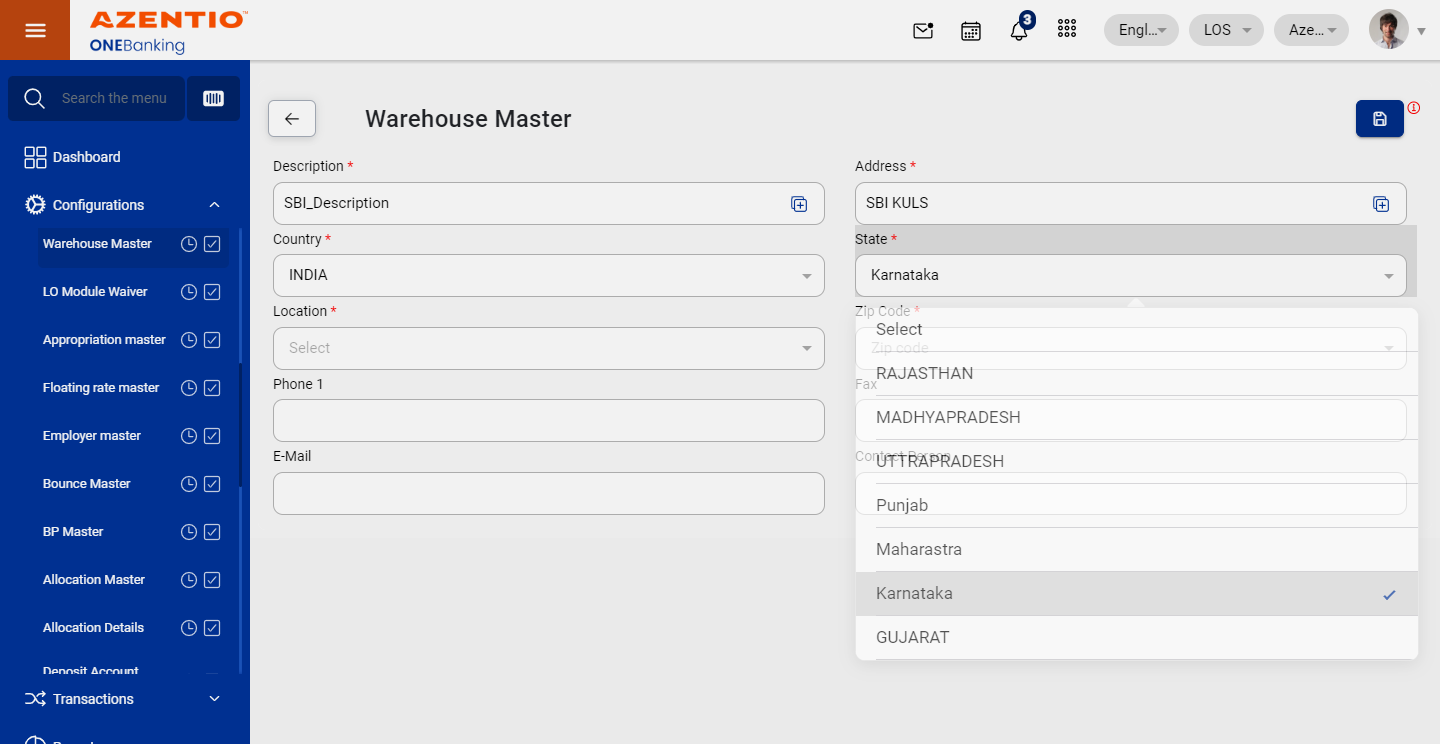 AZENTIO™
ONEBanking
3
Engl...
LOS
Aze...
Search the menu
Dashboard
Configurations
Warehouse Master
LO Module Waiver
Appropriation master
Floating rate master
Employer master
Bounce Master
BP Master
Allocation Master
Allocation Details
Deposit Account
Transactions
Warehouse Master
Description *
SBI_Description
Address *
SBI KULS
Country *
INDIA
State *
Karnataka
Location *
Select
Zip Code *
Zip code
Phone 1
Fax
E-Mail
Contact Person
Select
RAJASTHAN
MADHYAPRADESH
UTTRAPRADESH
Punjab
Maharastra
Karnataka
GUJARAT